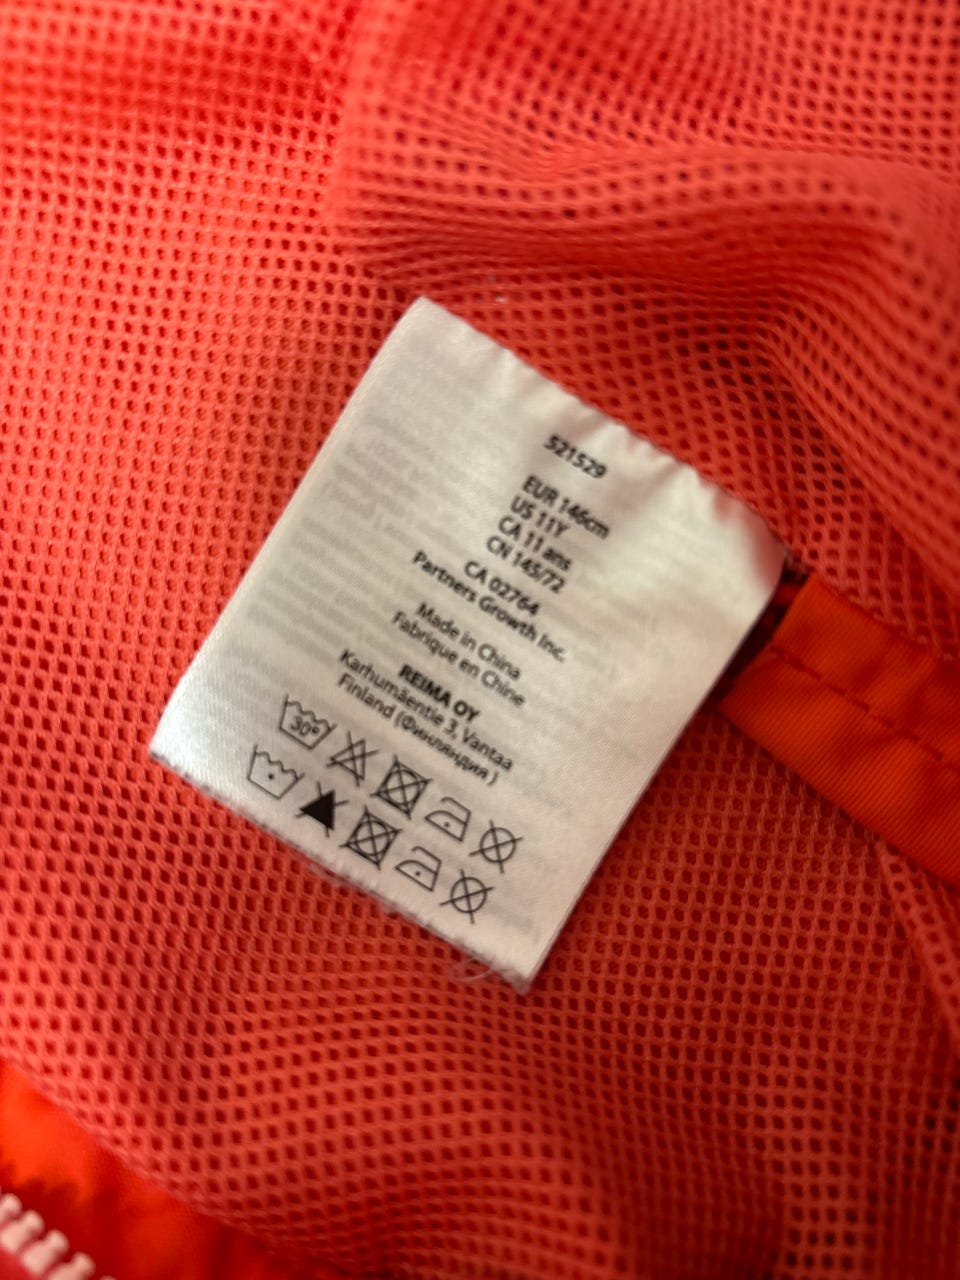 521529
EUR 146cm
US 11Y
CA 11 ans
CN 145/72
CA 02764
Partners Growth Inc.
Made in China
Fabriqué en Chine
REIMA OY
Karhumäentie 3, Vantaa
Finland (Финляндия )
30°